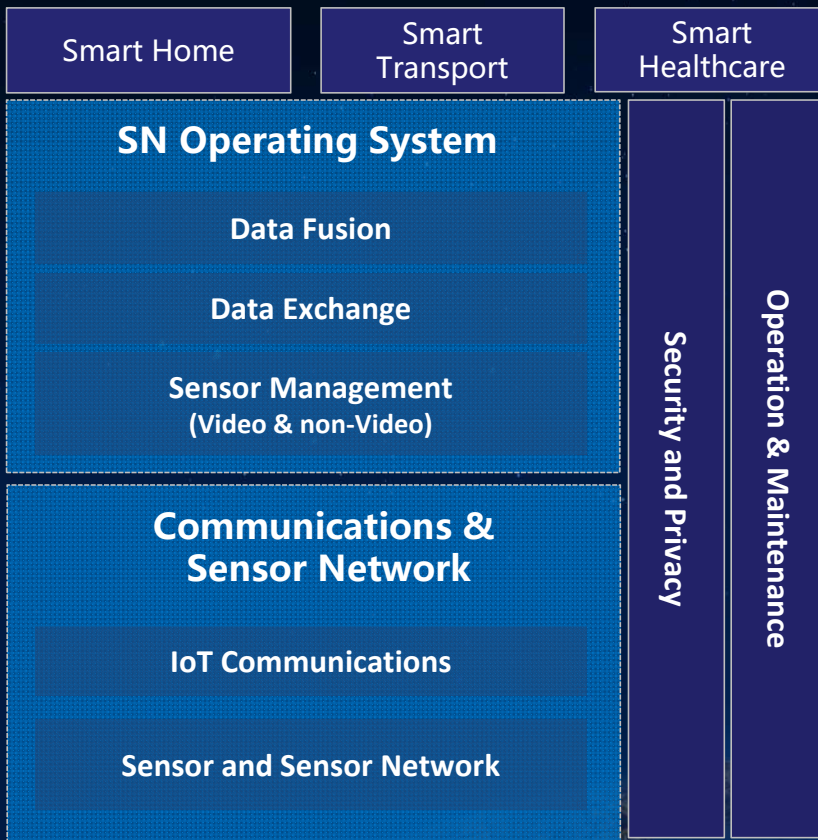 Smart Home
Smart
Transport
Smart
Healthcare
SN Operating System
Data Fusion
Data Exchange
Sensor Management
(Video & non-Video)
Communications &
Sensor Network
IoT Communications
Sensor and Sensor Network
Security and Privacy
Operation & Maintenance